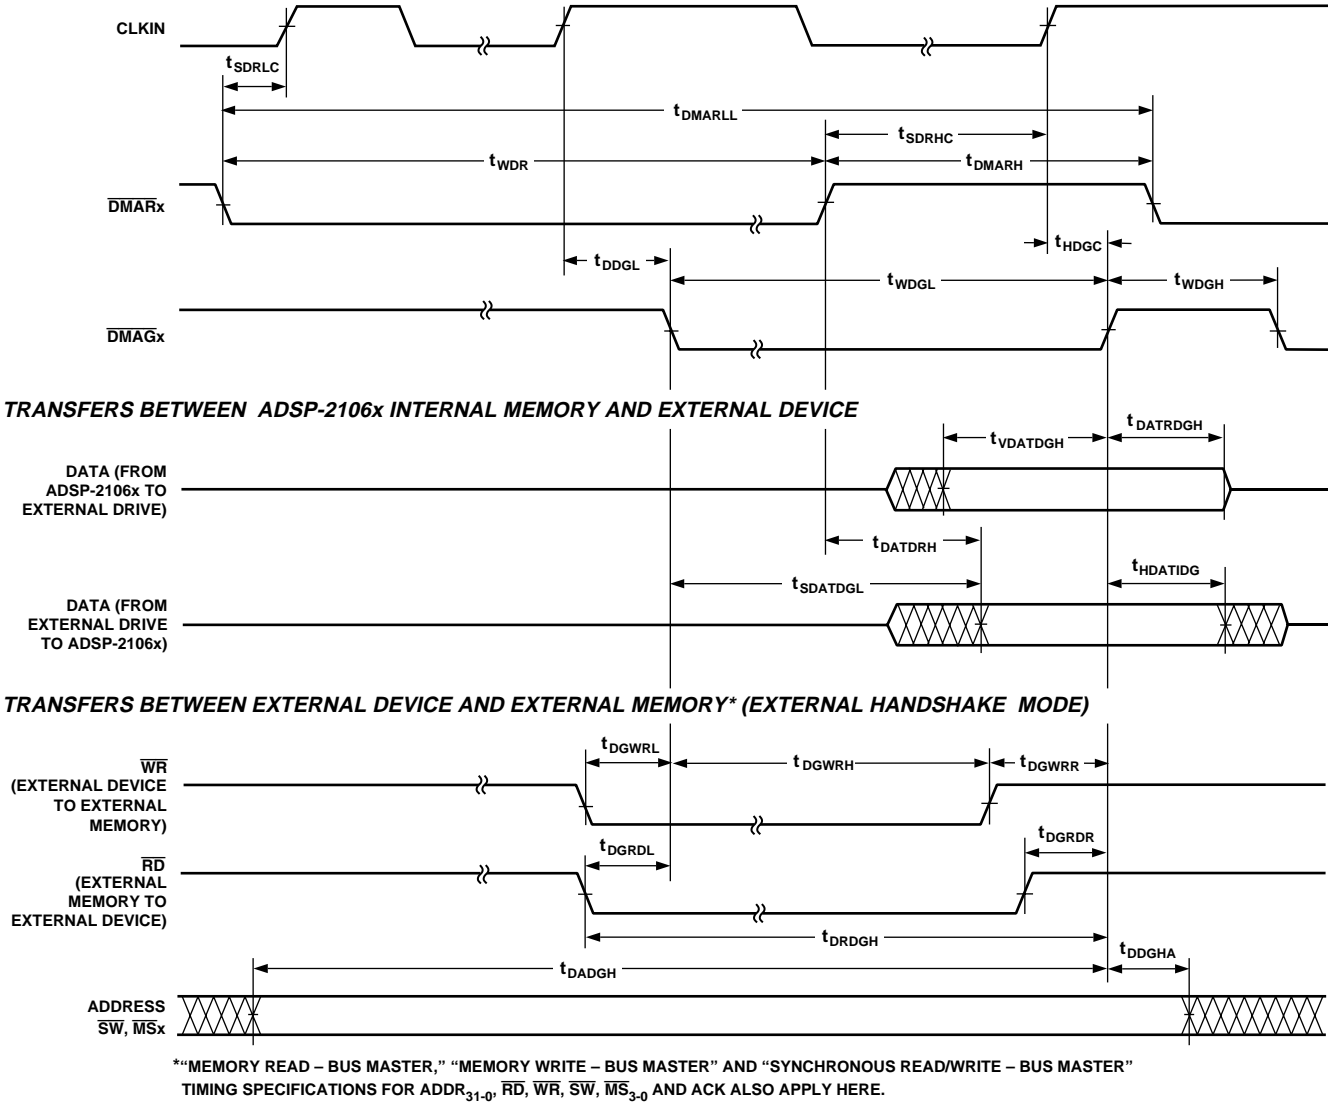 CLKIN
tSDRLC
tDMARLL
tSDRHC
tWDR
tDMARH
DMARx
tHDGC
tDDGL
tWDGL
tWDGH
DMAGx
TRANSFERS BETWEEN ADSP-2106x INTERNAL MEMORY AND EXTERNAL DEVICE
tDATRDGH
tVDATDGH
DATA (FROM
ADSP-2106x TO
EXTERNAL DRIVE)
tDATDRH
tHDATIDG
tSDATDGL
DATA (FROM
EXTERNAL DRIVE
TO ADSP-2106x)
TRANSFERS BETWEEN EXTERNAL DEVICE AND EXTERNAL MEMORY* (EXTERNAL HANDSHAKE MODE)
tDGWRL
tDGWRH
tDGWRR
WR
(EXTERNAL DEVICE
TO EXTERNAL
MEMORY)
tDGRDR
tDGRDL
RD
(EXTERNAL
MEMORY TO
EXTERNAL DEVICE)
tDRDGH
tDDGHA
tDADGH
ADDRESS
SW, MSx
*“MEMORY READ – BUS MASTER,” “MEMORY WRITE – BUS MASTER” AND “SYNCHRONOUS READ/WRITE – BUS MASTER”
TIMING SPECIFICATIONS FOR ADDR31-0, RD, WR, SW, MS3-0 AND ACK ALSO APPLY HERE.